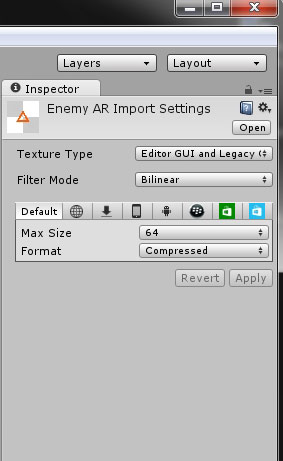 Layers Layout
Inspector
Enemy AR Import Settings
Open
Texture Type Editor GUI and Legacy
Filter Mode Bilinear
Default
Max Size 64
Format Compressed
Revert Apply